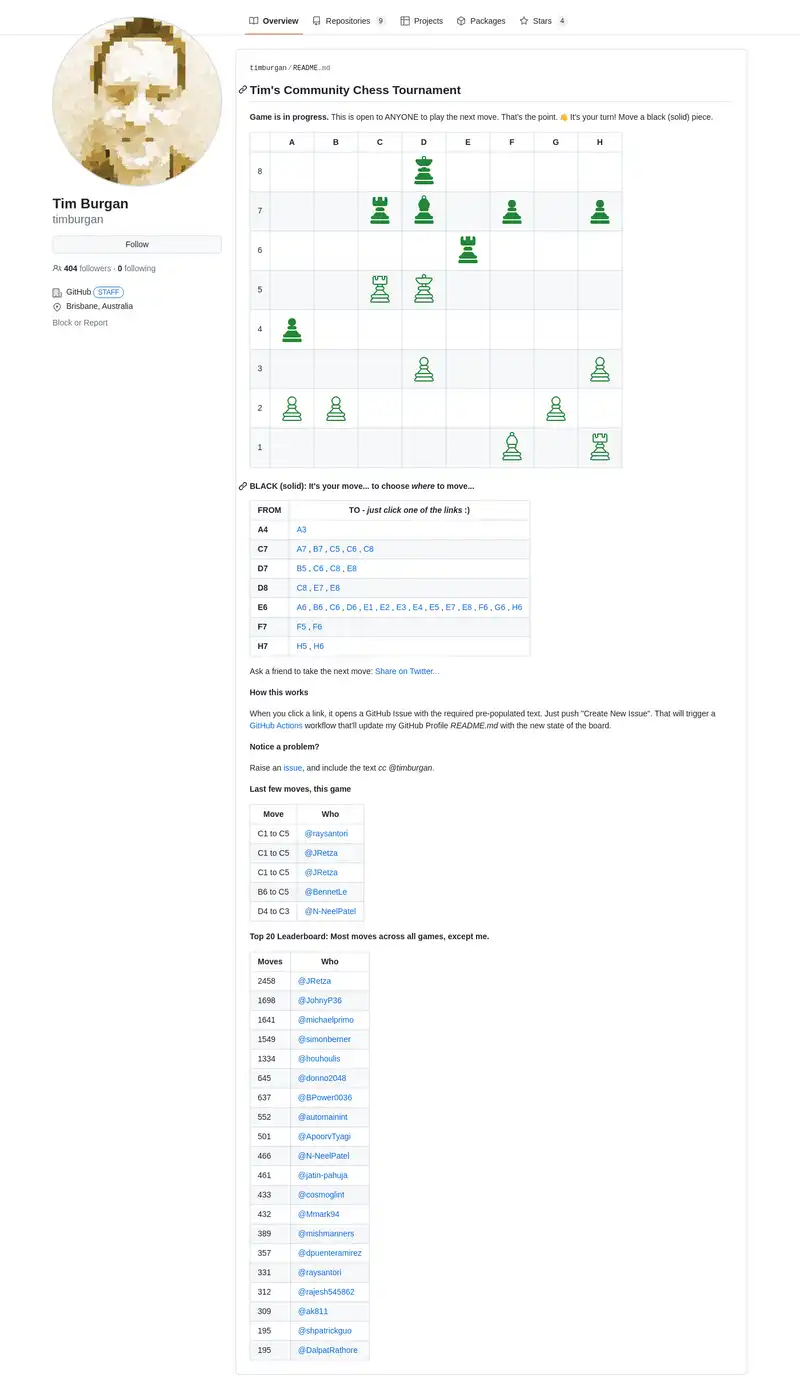 Overview Repositories 9 Projects Packages Stars 4
Tim Burgan
timburgan
Follow
404 followers · 0 following
GitHub STAFF
Brisbane, Australia
Block or Report
timburgan/README.md
Tim's Community Chess Tournament
Game is in progress. This is open to ANYONE to play the next move. That's the point. 👋 It's your turn! Move a black (solid) piece.
A B C D E F G H
8
7
6
5
4
3
2
1
BLACK (solid): It's your move... to choose where to move...
FROM TO - just click one of the links :)
A4 A3
C7 A7 , B7 , C5 , C6 , C8
D7 B5 , C6 , C8 , E8
D8 C8 , E7 , E8
E6 A6 , B6 , C6 , D6 , E1 , E2 , E3 , E4 , E5 , E7 , E8 , F6 , G6 , H6
F7 F5 , F6
H7 H5 , H6
Ask a friend to take the next move: Share on Twitter...
How this works
When you click a link, it opens a GitHub Issue with the required pre-populated text. Just push "Create New Issue". That will trigger a
GitHub Actions workflow that'll update my GitHub Profile README.md with the new state of the board.
Notice a problem?
Raise an issue, and include the text cc @timburgan.
Last few moves, this game
Move Who
C1 to C5 @raysantori
C1 to C5 @JRetza
C1 to C5 @JRetza
B6 to C5 @BennetLe
D4 to C3 @N-NeelPatel
Top 20 Leaderboard: Most moves across all games, except me.
Moves Who
2458 @JRetza
1698 @JohnyP36
1641 @michaelprimo
1549 @simonberner
1334 @houhoulis
645 @donno2048
637 @BPower0036
552 @automainint
501 @ApoorvTyagi
466 @N-NeelPatel
461 @jatin-pahuja
433 @cosmoglint
432 @Mmark94
389 @mishmanners
357 @dpuenteramirez
331 @raysantori
312 @rajesh545862
309 @ak811
195 @shpatrickguo
195 @DalpatRathore